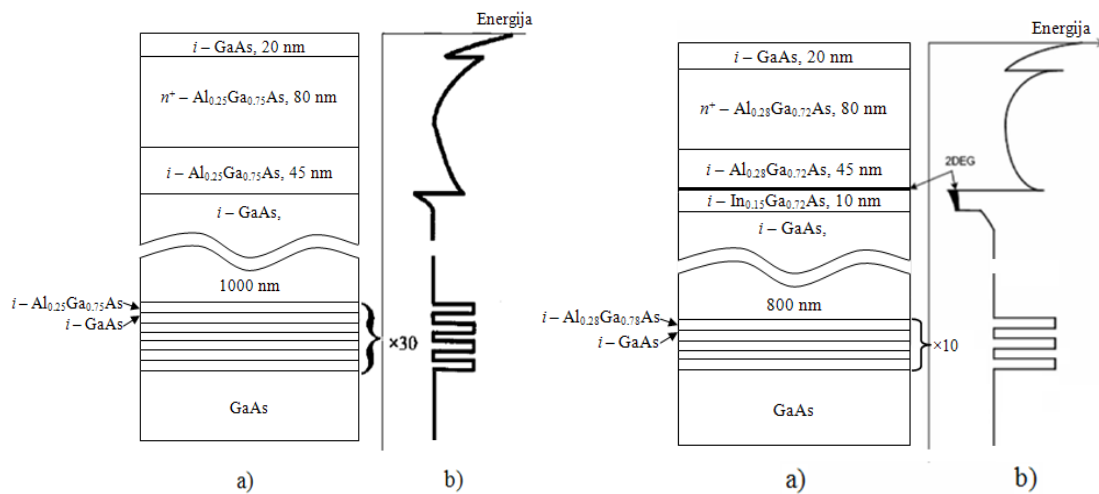 Energija
i – GaAs, 20 nm
n⁺ – Al₀.₂₅Ga₀.₇₅As, 80 nm
i – Al₀.₂₅Ga₀.₇₅As, 45 nm
i – GaAs,
1000 nm
i – Al₀.₂₅Ga₀.₇₅As
i – GaAs
×30
GaAs
a)
b)
Energija
i – GaAs, 20 nm
n⁺ – Al₀.₂₈Ga₀.₇₂As, 80 nm
2DEG
i – Al₀.₂₈Ga₀.₇₂As, 45 nm
i – In₀.₁₅Ga₀.₇₂As, 10 nm
i – GaAs,
800 nm
i – Al₀.₂₈Ga₀.₇₈As
i – GaAs
×10
GaAs
a)
b)